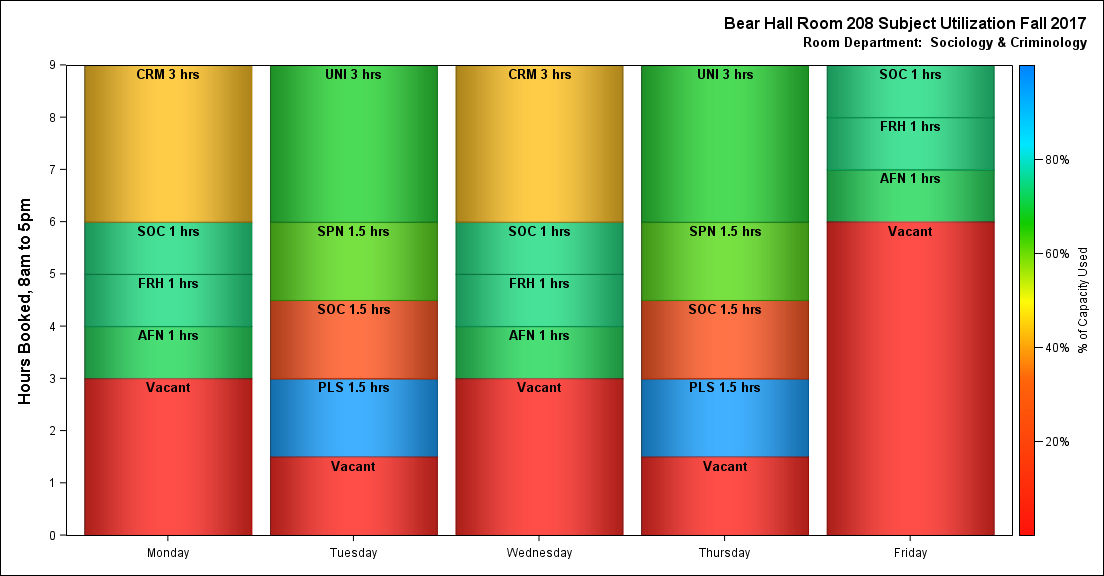 Bear Hall Room 208 Subject Utilization Fall 2017
Room Department:  Sociology & Criminology
Hours Booked, 8am to 5pm
9
8
7
6
5
4
3
2
1
0
CRM 3 hrs
SOC 1 hrs
FRH 1 hrs
AFN 1 hrs
Vacant
UNI 3 hrs
SPN 1.5 hrs
SOC 1.5 hrs
PLS 1.5 hrs
Vacant
CRM 3 hrs
SOC 1 hrs
FRH 1 hrs
AFN 1 hrs
Vacant
UNI 3 hrs
SPN 1.5 hrs
SOC 1.5 hrs
PLS 1.5 hrs
Vacant
SOC 1 hrs
FRH 1 hrs
AFN 1 hrs
Vacant
Monday
Tuesday
Wednesday
Thursday
Friday
80%
60%
40%
20%
% of Capacity Used